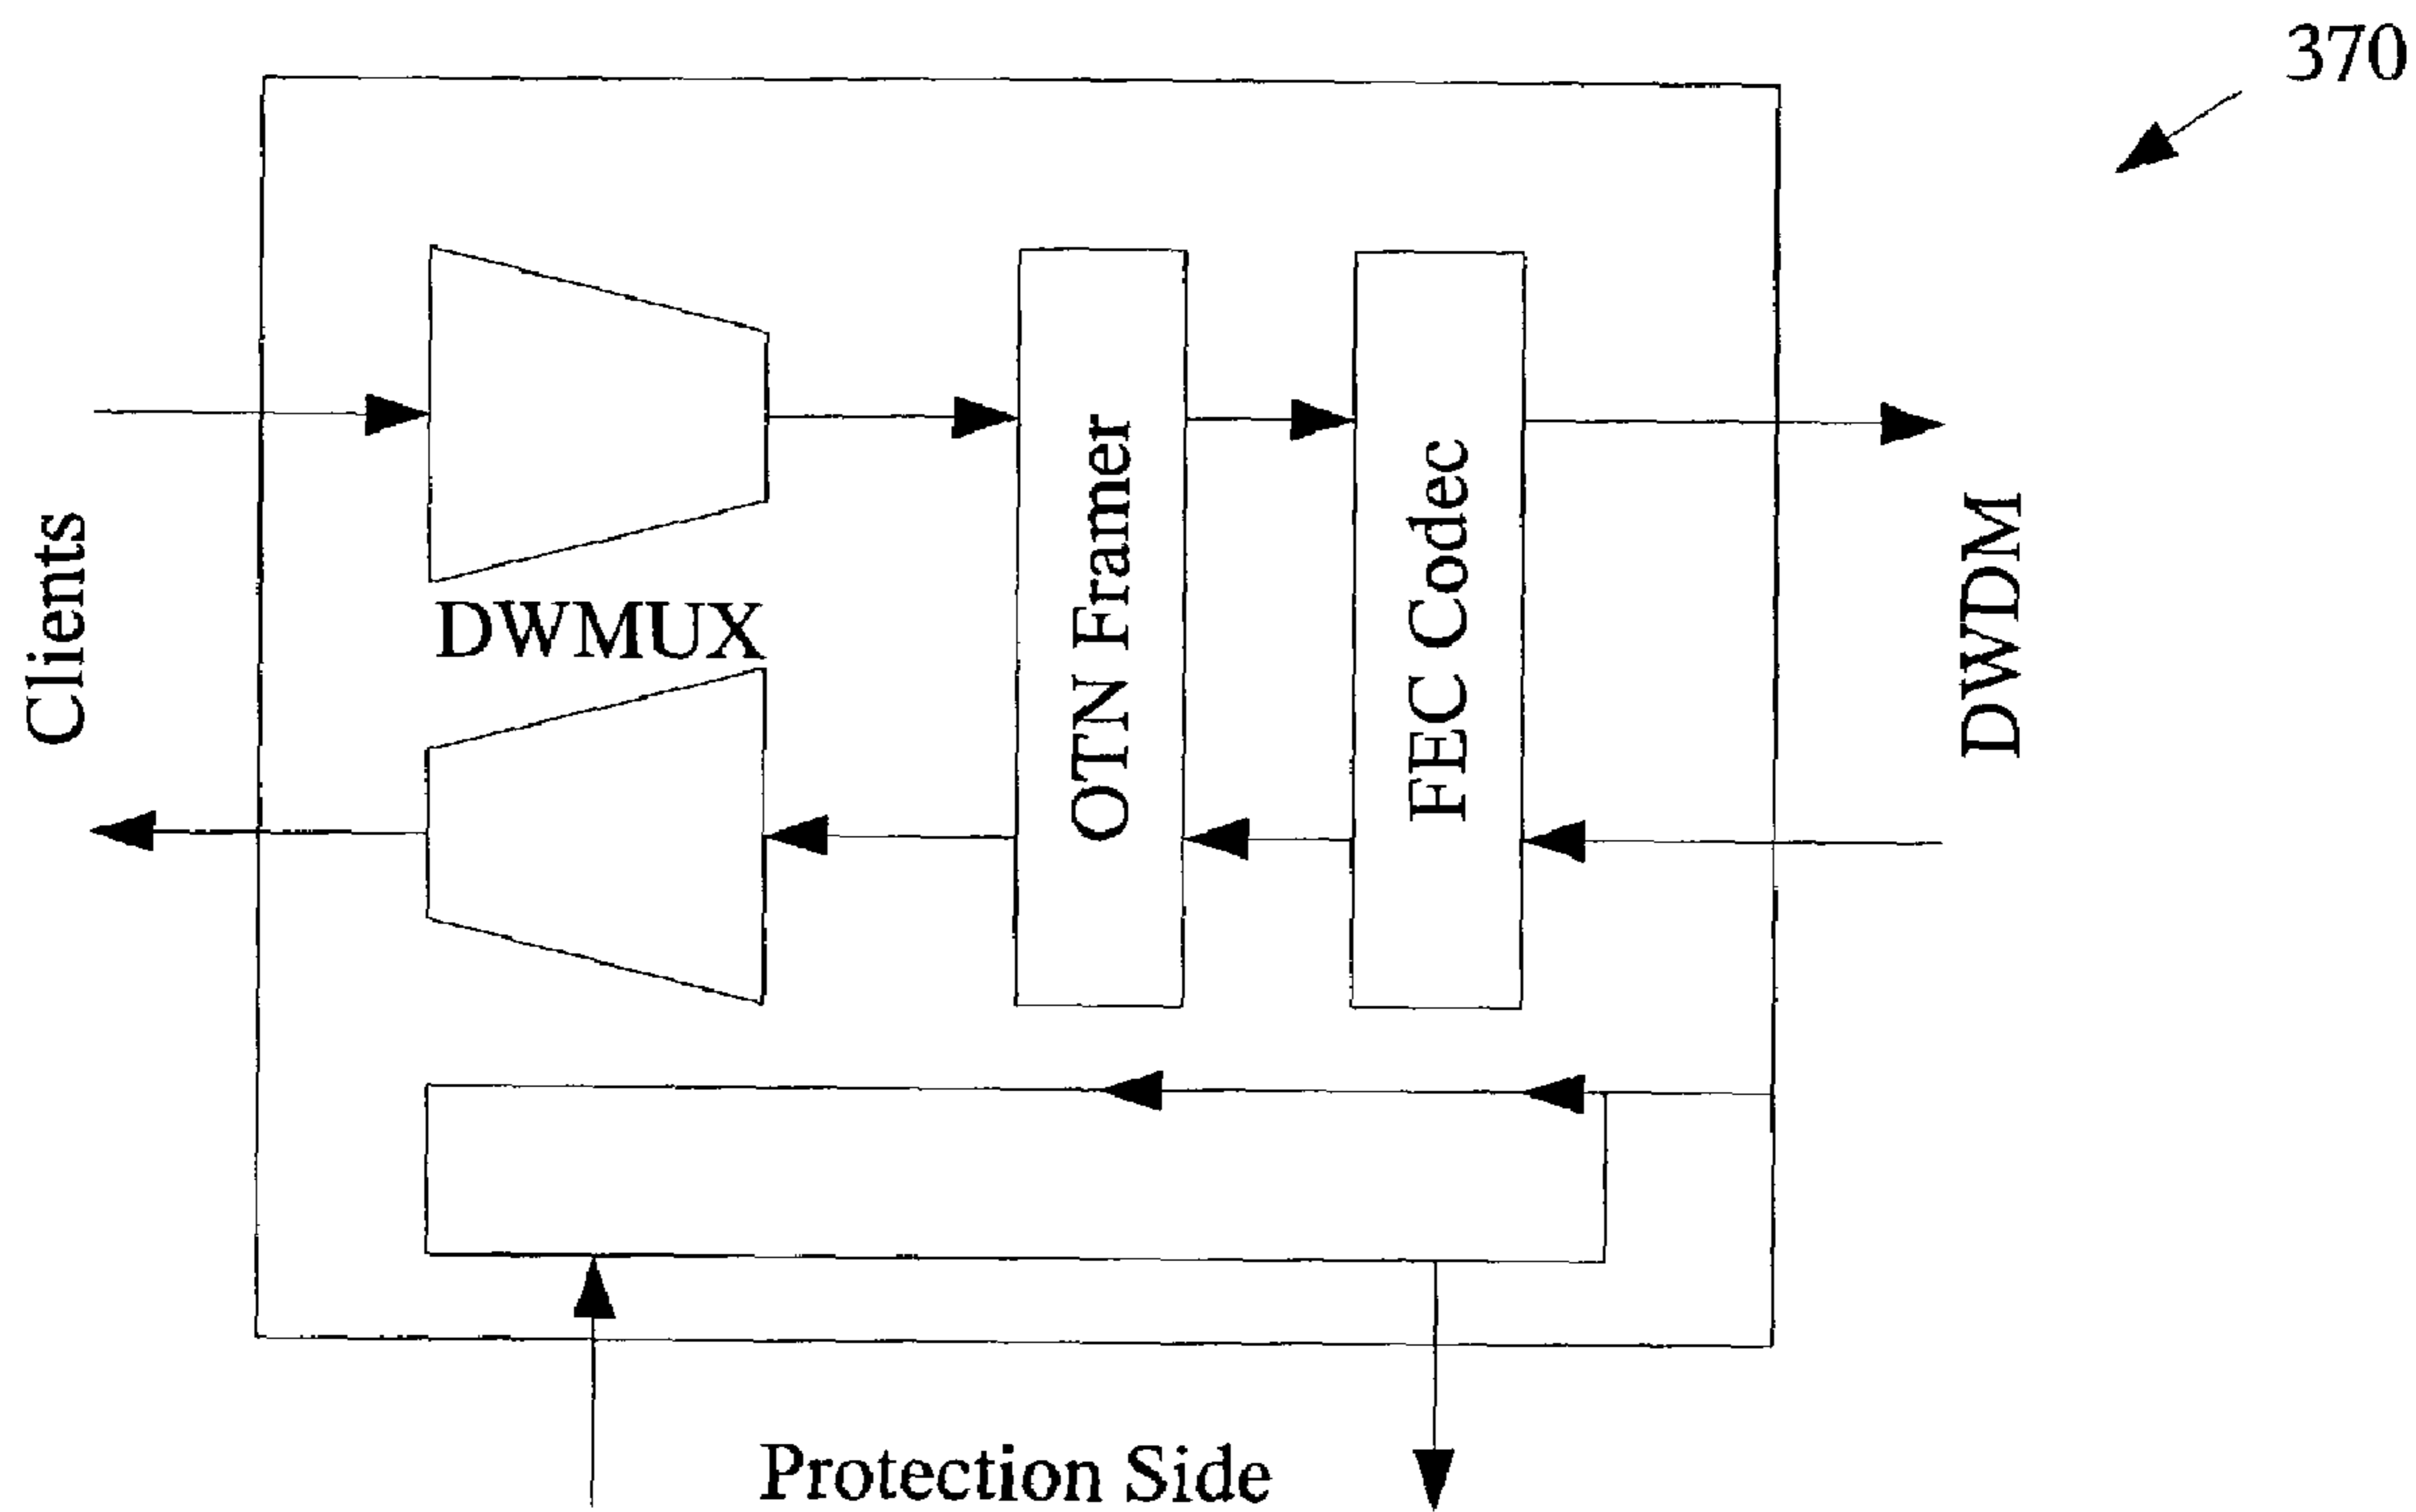 370
Clients
DWMUX
OTN Framer
FEC Codec
DWDM
Protection Side